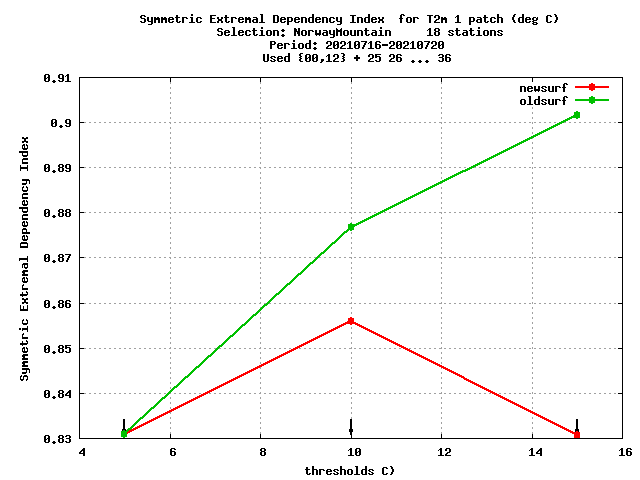 Symmetric Extremal Dependency Index  for T2m 1 patch (deg C)
Selection: NorwayMountain     18 stations
Period: 20210716-20210720
Used {00,12} + 25 26 ... 36
newsurf
oldsurf
Symmetric Extremal Dependency Index
0.91
0.9
0.89
0.88
0.87
0.86
0.85
0.84
0.83
4 6 8 10 12 14 16
thresholds C)